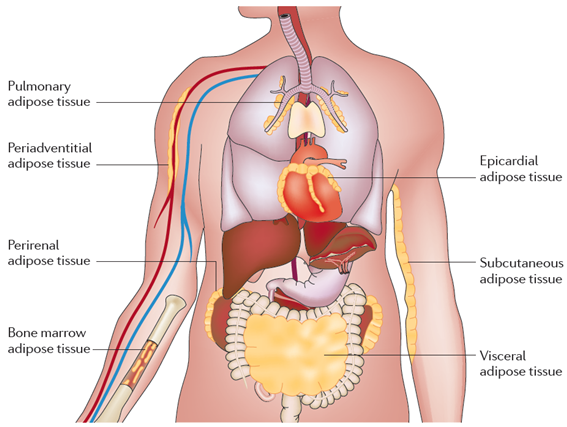 Pulmonary
adipose tissue
Periadventitial
adipose tissue
Perirenal
adipose tissue
Bone marrow
adipose tissue
Epicardial
adipose tissue
Subcutaneous
adipose tissue
Visceral
adipose tissue